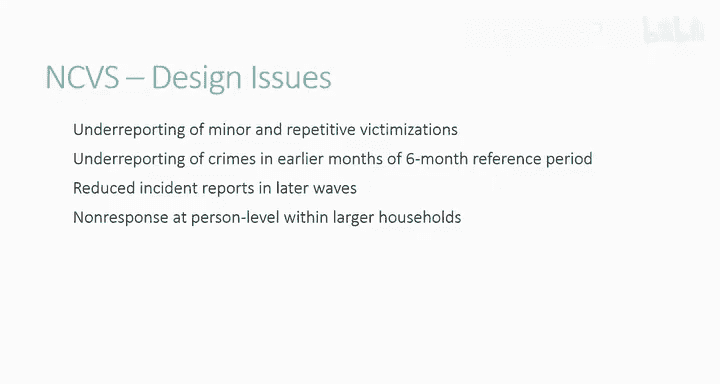 NCVS – Design Issues
Underreporting of minor and repetitive victimizations
Underreporting of crimes in earlier months of 6-month reference period
Reduced incident reports in later waves
Nonresponse at person-level within larger households